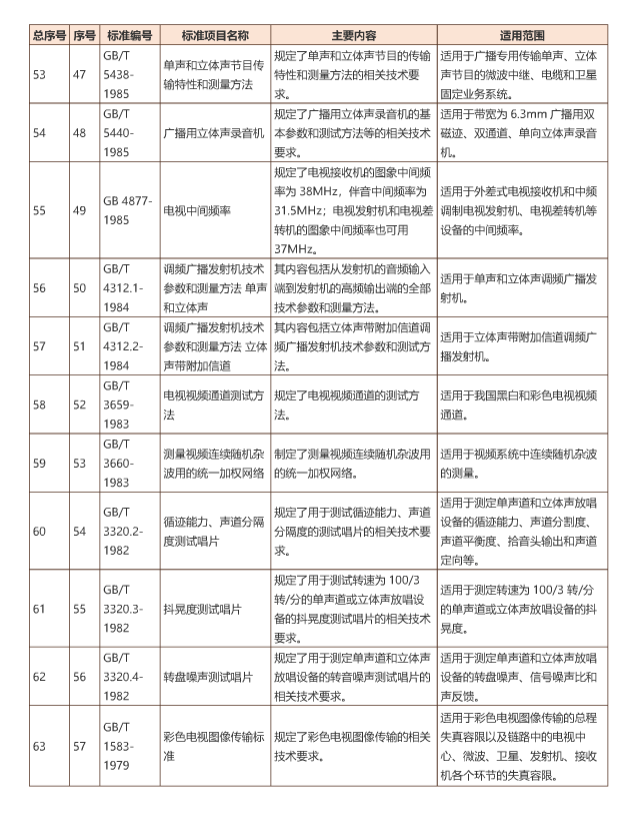 总序号 序号 标准编号 标准项目名称 主要内容 适用范围
53 47 GB/T 5438-1985 单声和立体声节目传输特性和测量方法 规定了单声和立体声节目的传输特性和测量方法的相关技术要求。 适用于广播专用传输单声、立体声节目的微波中继、电缆和卫星固定业务系统。
54 48 GB/T 5440-1985 广播用立体声录音机 规定了广播用立体声录音机的基本参数和测试方法等的相关技术要求。 适用于带宽为 6.3mm 广播用双磁迹、双通道、单向立体声录音机。
55 49 GB 4877-1985 电视中间频率 规定了电视接收机的图象中间频率为 38MHz，伴音中间频率为 31.5MHz；电视发射机和电视差转机的图象中间频率也可用 37MHz。 适用于外差式电视接收机和中频调制电视发射机、电视差转机等设备的中间频率。
56 50 GB/T 4312.1-1984 调频广播发射机技术参数和测量方法 单声和立体声 其内容包括从发射机的音频输入端到发射机的高频输出端的全部技术参数和测量方法。 适用于单声和立体声调频广播发射机。
57 51 GB/T 4312.2-1984 调频广播发射机技术参数和测量方法 立体声带附加信道 其内容包括立体声带附加信道调频广播发射机技术参数和测试方法。 适用于立体声带附加信道调频广播发射机。
58 52 GB/T 3659-1983 电视视频通道测试方法 规定了电视视频通道的测试方法。 适用于我国黑白和彩色电视视频通道。
59 53 GB/T 3660-1983 测量视频连续随机杂波用的统一加权网络 制定了测量视频连续随机杂波用的统一加权网络。 适用于视频系统中连续随机杂波的测量。
60 54 GB/T 3320.2-1982 循迹能力、声道分隔度测试唱片 规定了用于测试循迹能力、声道分隔度的测试唱片的相关技术要求。 适用于测定单声道和立体声放唱设备的循迹能力、声道分割度、声道平衡度、拾音头输出和声道定向等。
61 55 GB/T 3320.3-1982 抖晃度测试唱片 规定了用于测试转速为 100/3 转/分的单声道或立体声放唱设备的抖晃度测试唱片的相关技术要求。 适用于测定转速为 100/3 转/分的单声道或立体声放唱设备的抖晃度。
62 56 GB/T 3320.4-1982 转盘噪声测试唱片 规定了用于测定单声道和立体声放唱设备的转音噪声测试唱片的相关技术要求。 适用于测定单声道和立体声放唱设备的转盘噪声、信号噪声比和声反馈。
63 57 GB/T 1583-1979 彩色电视图像传输标准 规定了彩色电视图像传输的相关技术要求。 适用于彩色电视图像传输的总程失真容限以及链路中的电视中心、微波、卫星、发射机、接收机各个环节的失真容限。